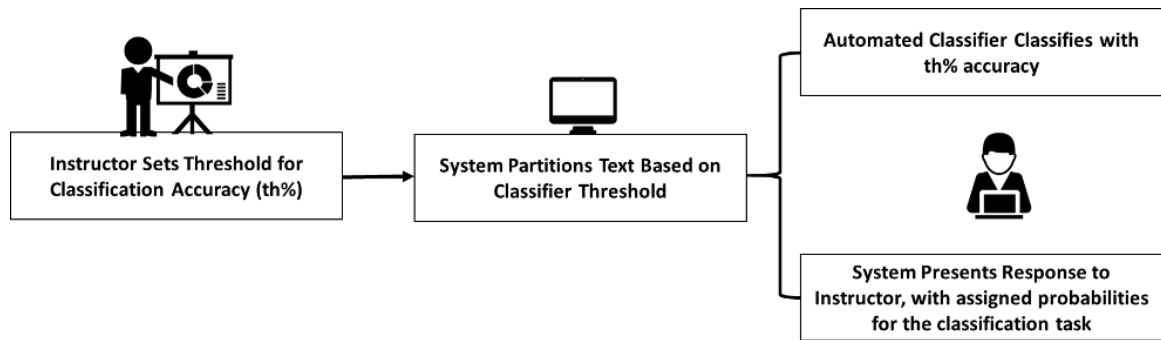 Instructor Sets Threshold for
Classification Accuracy (th%)
System Partitions Text Based on
Classifier Threshold
Automated Classifier Classifies with
th% accuracy
System Presents Response to
Instructor, with assigned probabilities
for the classification task